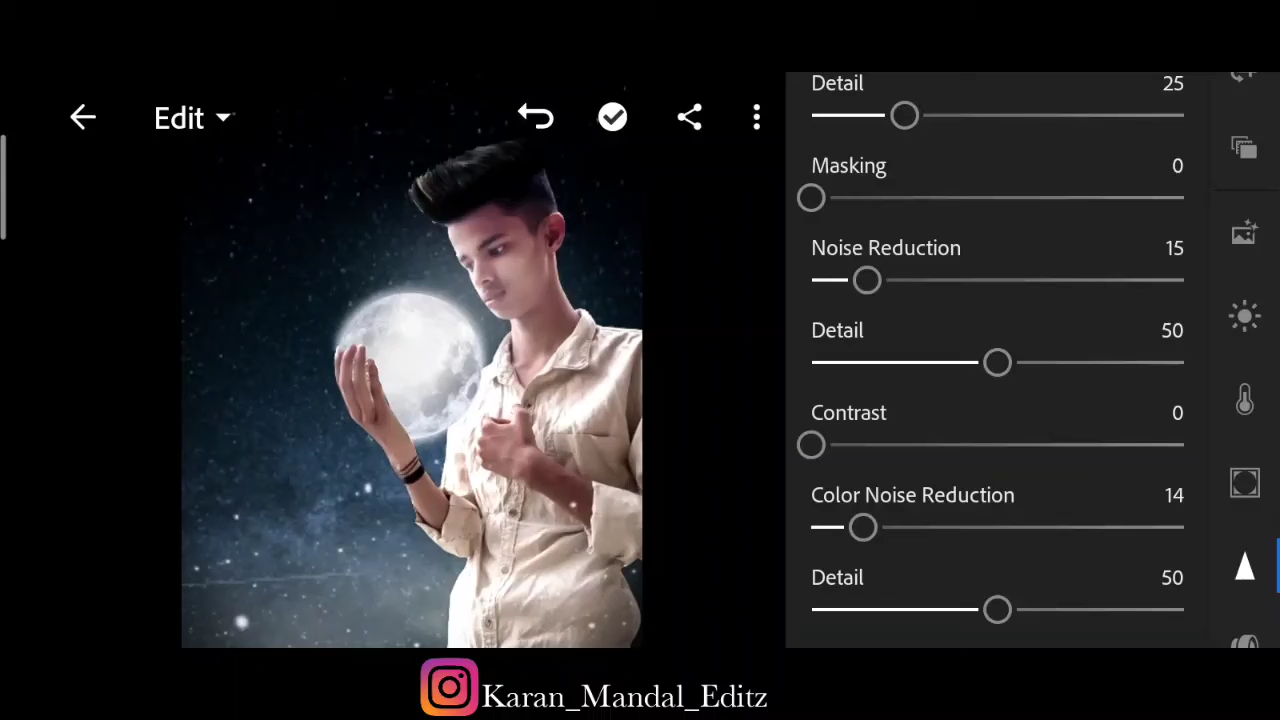 Edit
Detail 25
Masking 0
Noise Reduction 15
Detail 50
Contrast 0
Color Noise Reduction 14
Detail 50
Karan_Mandal_Editz